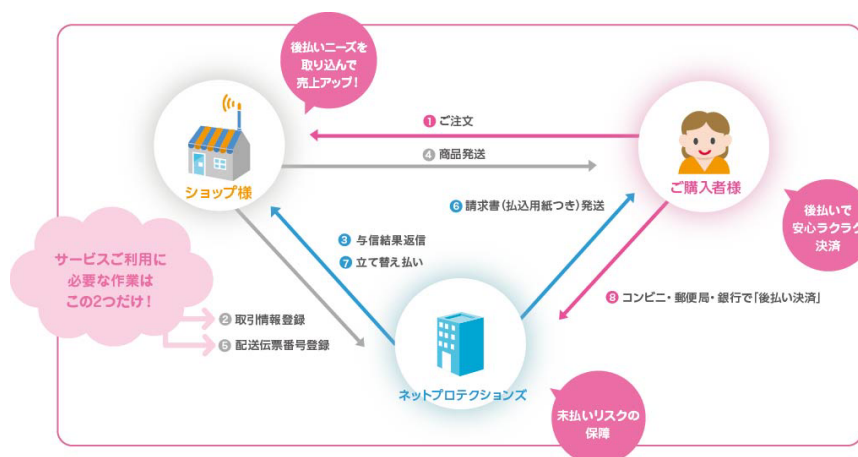 後払いニーズを
取り込んで
売上アップ！
❶ ご注文
❹ 商品発送
ショップ様
ご購入者様
❻ 請求書（払込用紙つき）発送
後払いで
安心ラクラク
決済
❸ 与信結果返信
❼ 立て替え払い
サービスご利用に
必要な作業は
この2つだけ！
❽ コンビニ・郵便局・銀行で「後払い決済」
❷ 取引情報登録
❺ 配送伝票番号登録
ネットプロテクションズ
未払いリスクの
保障